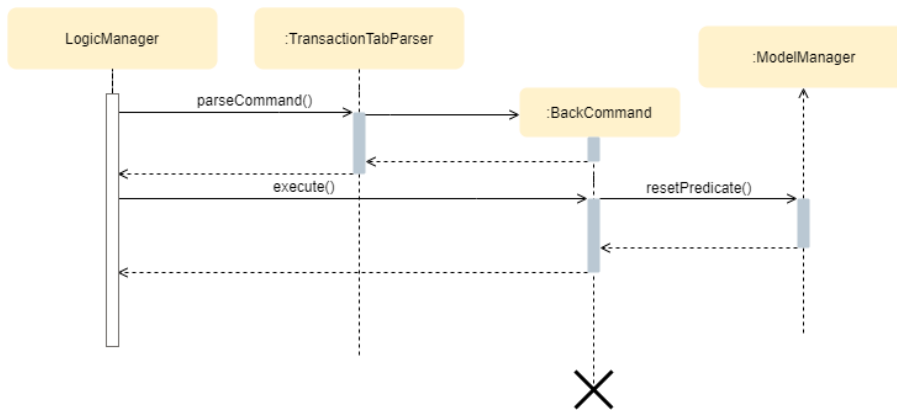 LogicManager
:TransactionTabParser
:ModelManager
parseCommand()
:BackCommand
execute()
resetPredicate()